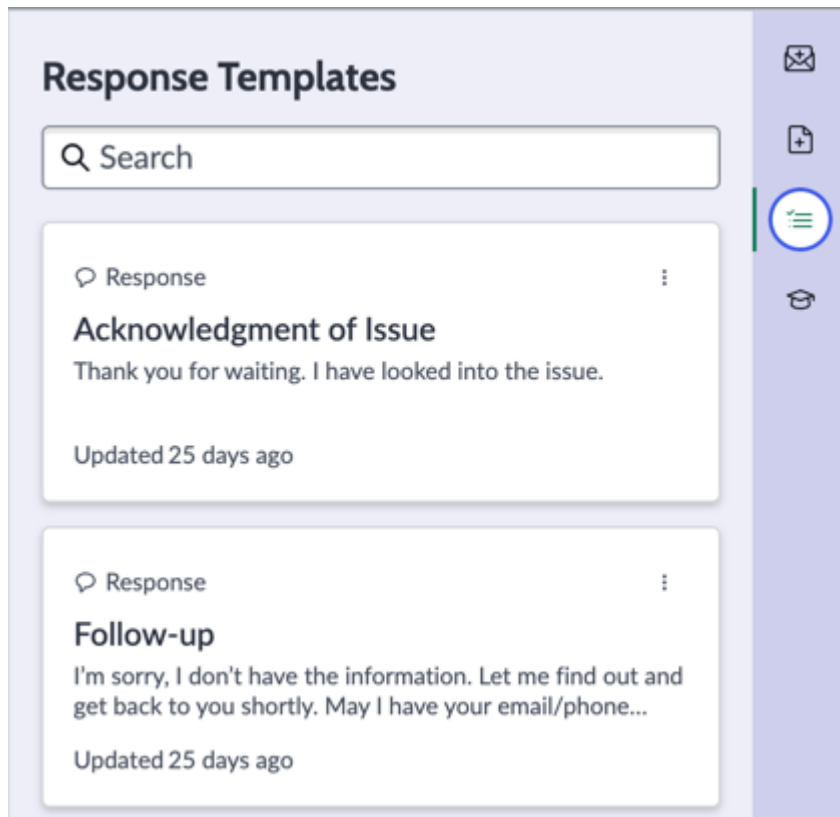 Response Templates
Search
Response
Acknowledgment of Issue
Thank you for waiting. I have looked into the issue.
Updated 25 days ago
Response
Follow-up
I'm sorry, I don't have the information. Let me find out and
get back to you shortly. May I have your email/phone...
Updated 25 days ago